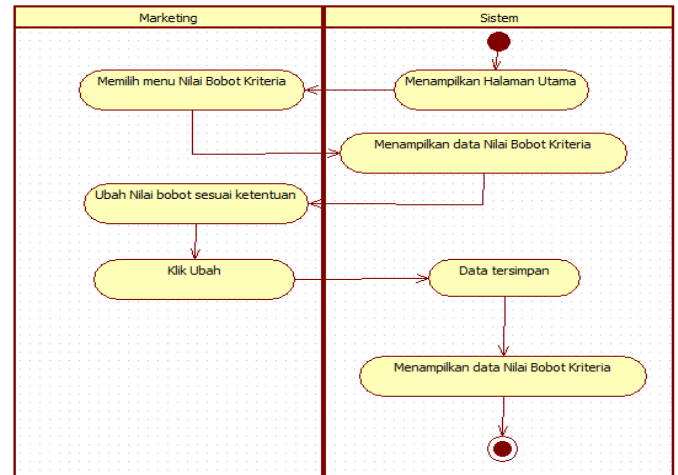 Marketing
Sistem
Menampilkan Halaman Utama
Memilih menu Nilai Bobot Kriteria
Menampilkan data Nilai Bobot Kriteria
Ubah Nilai bobot sesuai ketentuan
Klik Ubah
Data tersimpan
Menampilkan data Nilai Bobot Kriteria